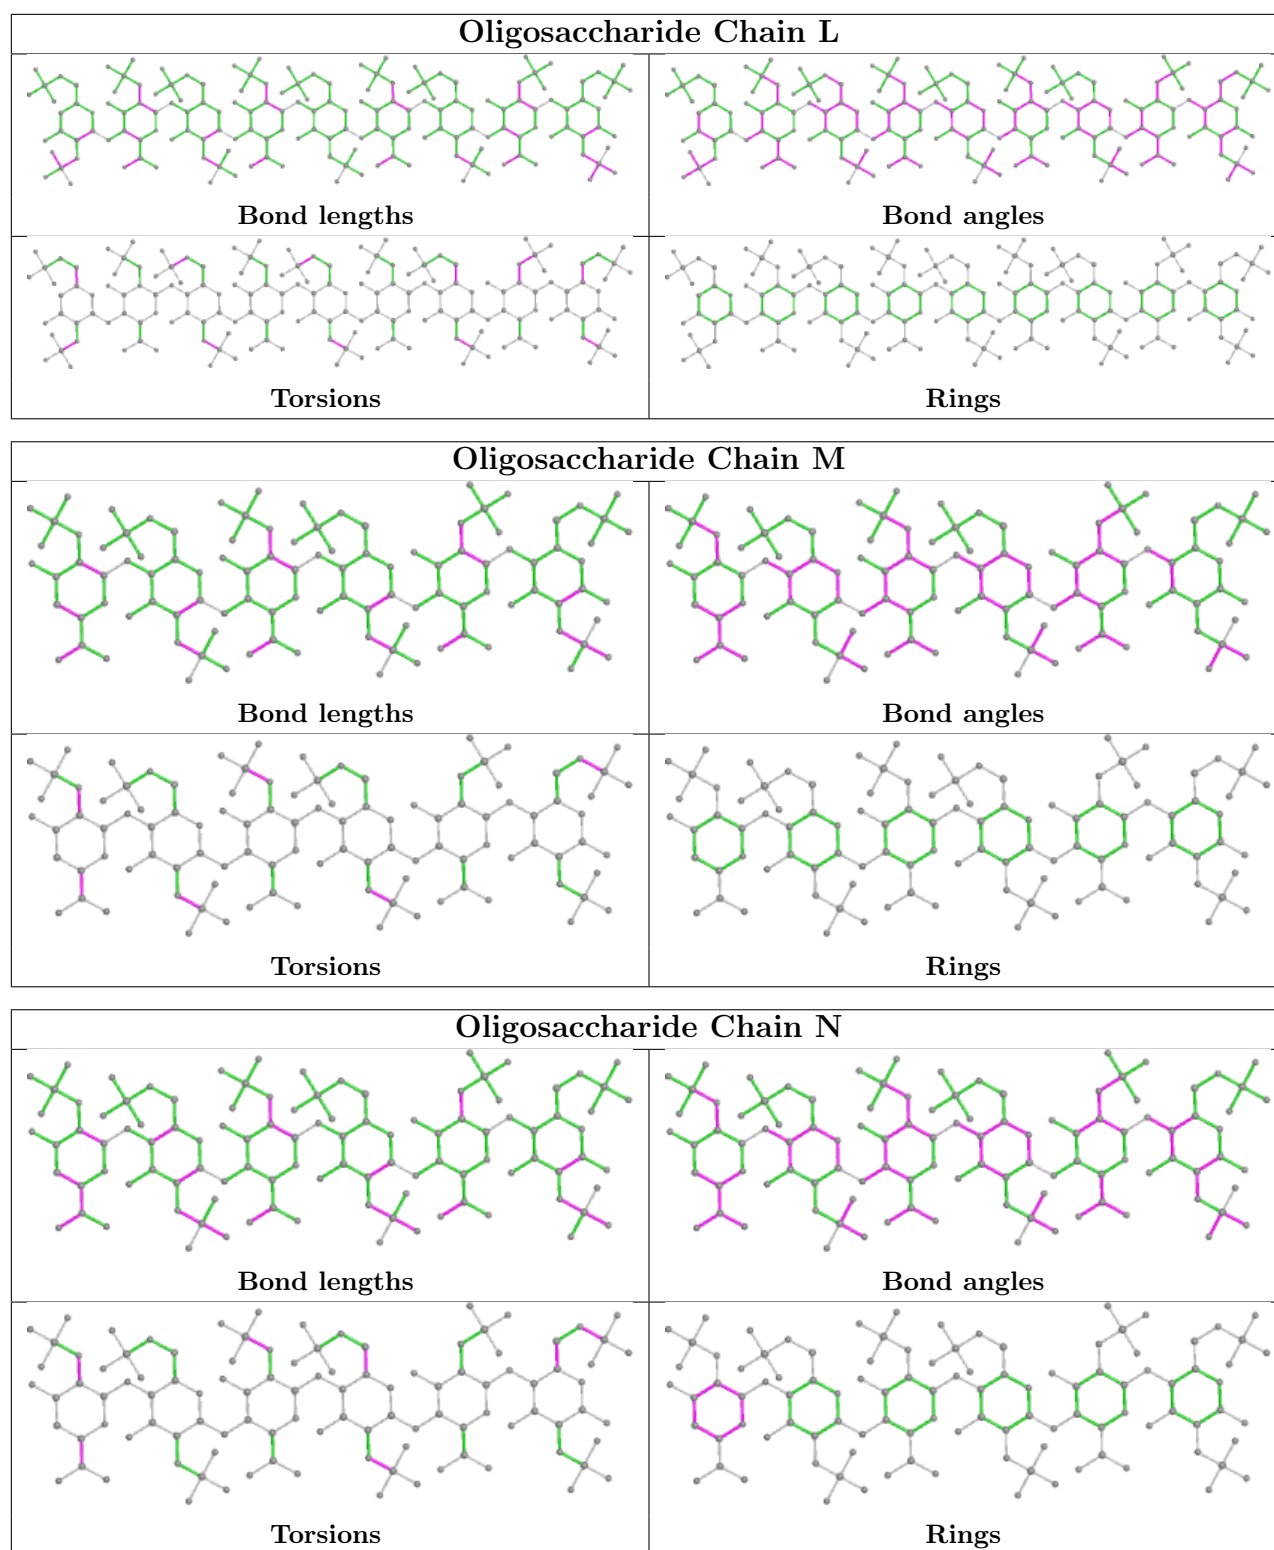 Oligosaccharide Chain L
Bond lengths
Bond angles
Torsions
Rings
Oligosaccharide Chain M
Bond lengths
Bond angles
Torsions
Rings
Oligosaccharide Chain N
Bond lengths
Bond angles
Torsions
Rings